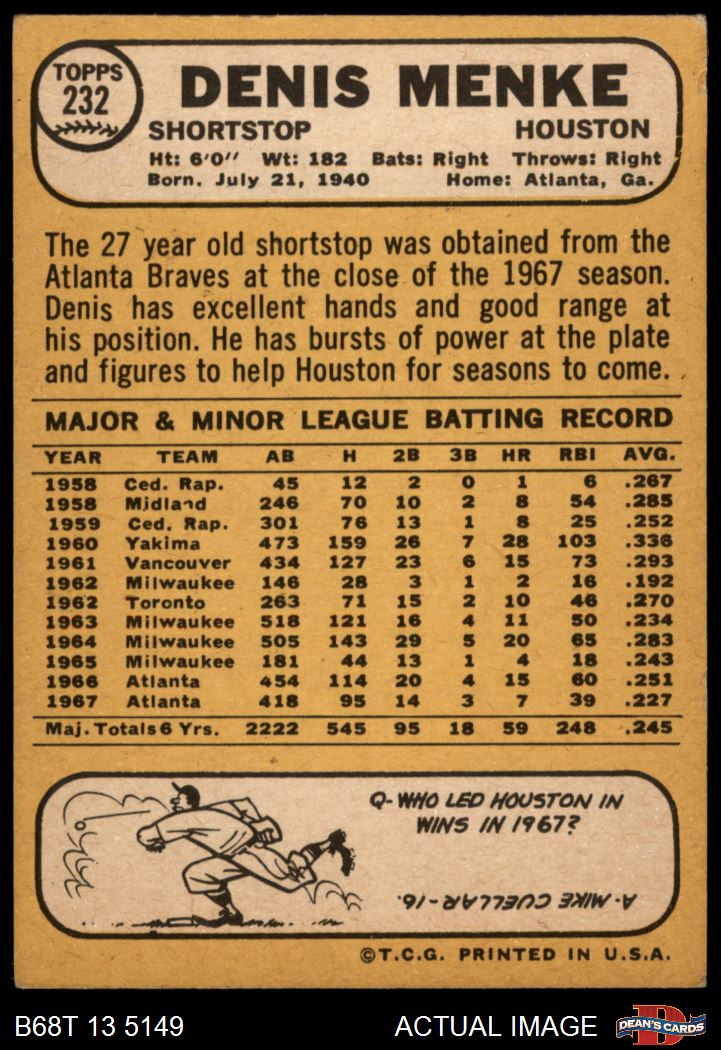 TOPPS
232
DENIS MENKE
SHORTSTOP HOUSTON
Ht: 6'0'' Wt: 182 Bats: Right Throws: Right
Born. July 21, 1940 Home: Atlanta, Ga.
The 27 year old shortstop was obtained from the
Atlanta Braves at the close of the 1967 season.
Denis has excellent hands and good range at
his position. He has bursts of power at the plate
and figures to help Houston for seasons to come.
MAJOR & MINOR LEAGUE BATTING RECORD
YEAR TEAM AB H 2B 3B HR RBI AVG.
1958 Ced. Rap. 45 12 2 0 1 6 .267
1958 Midland 246 70 10 2 8 54 .285
1959 Ced. Rap. 301 76 13 1 8 25 .252
1960 Yakima 473 159 26 7 28 103 .336
1961 Vancouver 434 127 23 6 15 73 .293
1962 Milwaukee 146 28 3 1 2 16 .192
1962 Toronto 263 71 15 2 10 46 .270
1963 Milwaukee 518 121 16 4 11 50 .234
1964 Milwaukee 505 143 29 5 20 65 .283
1965 Milwaukee 181 44 13 1 4 18 .243
1966 Atlanta 454 114 20 4 15 60 .251
1967 Atlanta 418 95 14 3 7 39 .227
Maj. Totals 6 Yrs. 2222 545 95 18 59 248 .245
Q- WHO LED HOUSTON IN
WINS IN 1967?
A- MIKE CUELLAR-16.
©T.C.G. PRINTED IN U.S.A.
B68T 13 5149 ACTUAL IMAGE DEAN'S CARDS